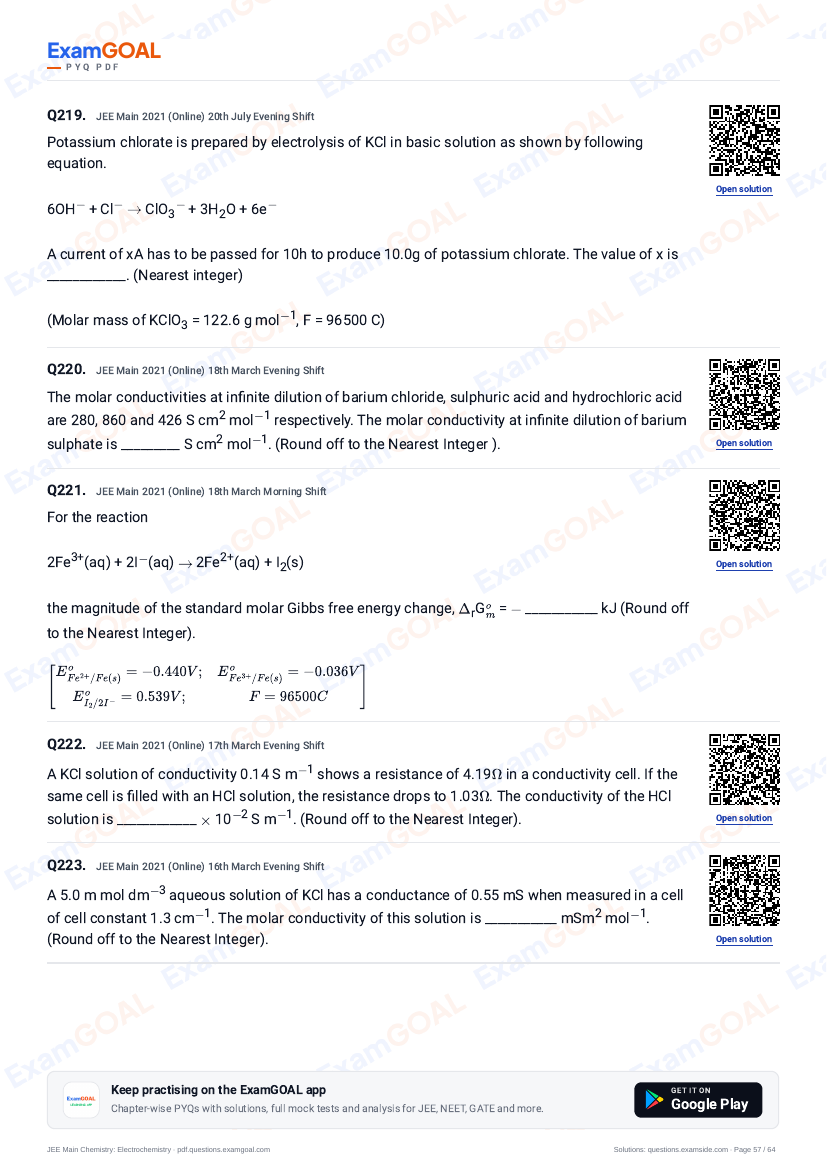 ExamGOAL
PYQ PDF
Q219. JEE Main 2021 (Online) 20th July Evening Shift
Potassium chlorate is prepared by electrolysis of KCl in basic solution as shown by following
equation.
6OH⁻ + Cl⁻ → ClO₃⁻ + 3H₂O + 6e⁻
A current of xA has to be passed for 10h to produce 10.0g of potassium chlorate. The value of x is
____________. (Nearest integer)
(Molar mass of KClO₃ = 122.6 g mol⁻¹, F = 96500 C)
Open solution
Q220. JEE Main 2021 (Online) 18th March Evening Shift
The molar conductivities at infinite dilution of barium chloride, sulphuric acid and hydrochloric acid
are 280, 860 and 426 S cm² mol⁻¹ respectively. The molar conductivity at infinite dilution of barium
sulphate is _________ S cm² mol⁻¹. (Round off to the Nearest Integer ).
Open solution
Q221. JEE Main 2021 (Online) 18th March Morning Shift
For the reaction
2Fe³⁺(aq) + 2I⁻(aq) → 2Fe²⁺(aq) + I₂(s)
the magnitude of the standard molar Gibbs free energy change, ΔᵣG°ₘ = − ___________ kJ (Round off
to the Nearest Integer).
[E°Fe²⁺/Fe(s) = −0.440V; E°Fe³⁺/Fe(s) = −0.036V
E°I₂/2I⁻ = 0.539V; F = 96500C]
Open solution
Q222. JEE Main 2021 (Online) 17th March Evening Shift
A KCl solution of conductivity 0.14 S m⁻¹ shows a resistance of 4.19Ω in a conductivity cell. If the
same cell is filled with an HCl solution, the resistance drops to 1.03Ω. The conductivity of the HCl
solution is ____________ × 10⁻² S m⁻¹. (Round off to the Nearest Integer).
Open solution
Q223. JEE Main 2021 (Online) 16th March Evening Shift
A 5.0 m mol dm⁻³ aqueous solution of KCl has a conductance of 0.55 mS when measured in a cell
of cell constant 1.3 cm⁻¹. The molar conductivity of this solution is ___________ mSm² mol⁻¹.
(Round off to the Nearest Integer).
Open solution
ExamGOAL
Keep practising on the ExamGOAL app
Chapter-wise PYQs with solutions, full mock tests and analysis for JEE, NEET, GATE and more.
GET IT ON
Google Play
JEE Main Chemistry: Electrochemistry · pdf.questions.examgoal.com
Solutions: questions.examside.com · Page 57 / 64